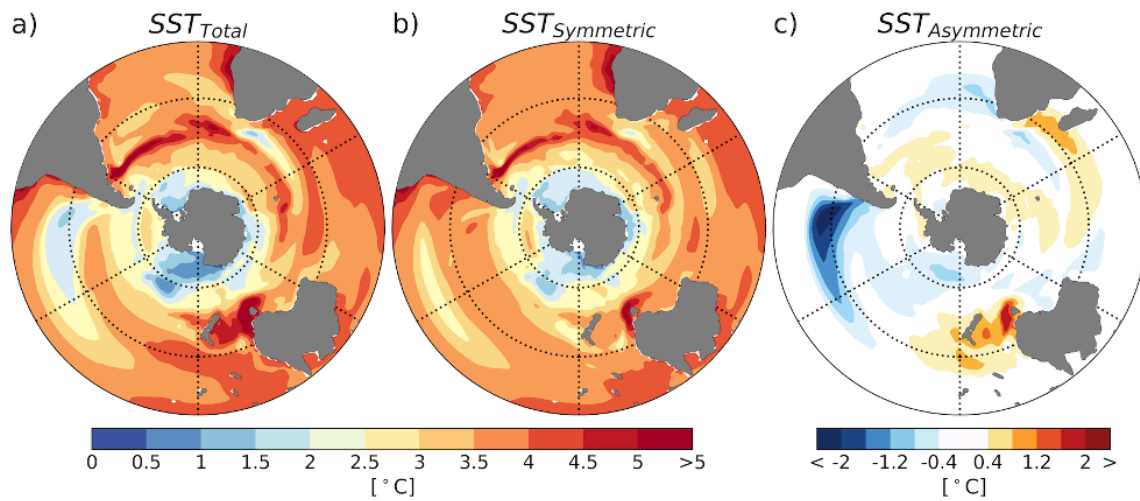 a) SST_Total b) SST_Symmetric c) SST_Asymmetric
0 0.5 1 1.5 2 2.5 3 3.5 4 4.5 >5 < -2 -1.2 -0.4 0.4 1.2 2 >
[ °C] [ °C]